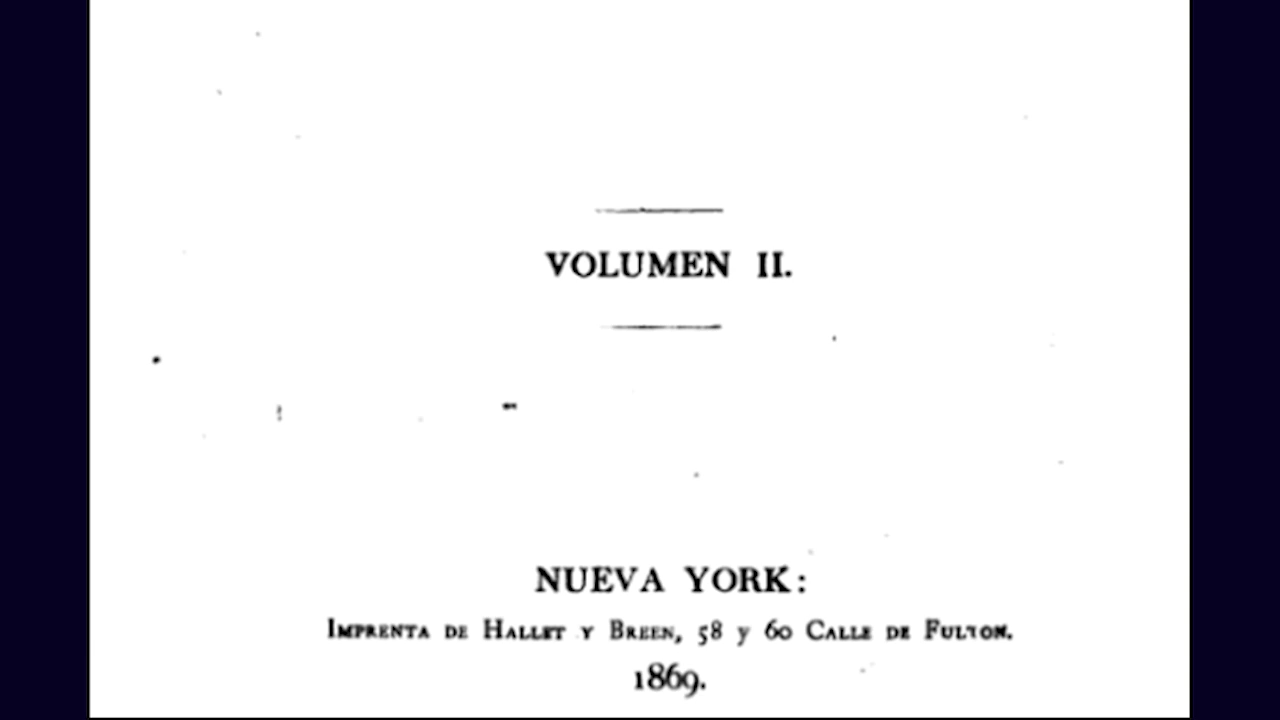 VOLUMEN II.
NUEVA YORK:
Imprenta de Hallet y Breen, 58 y 60 Calle de Fulton.
1869.